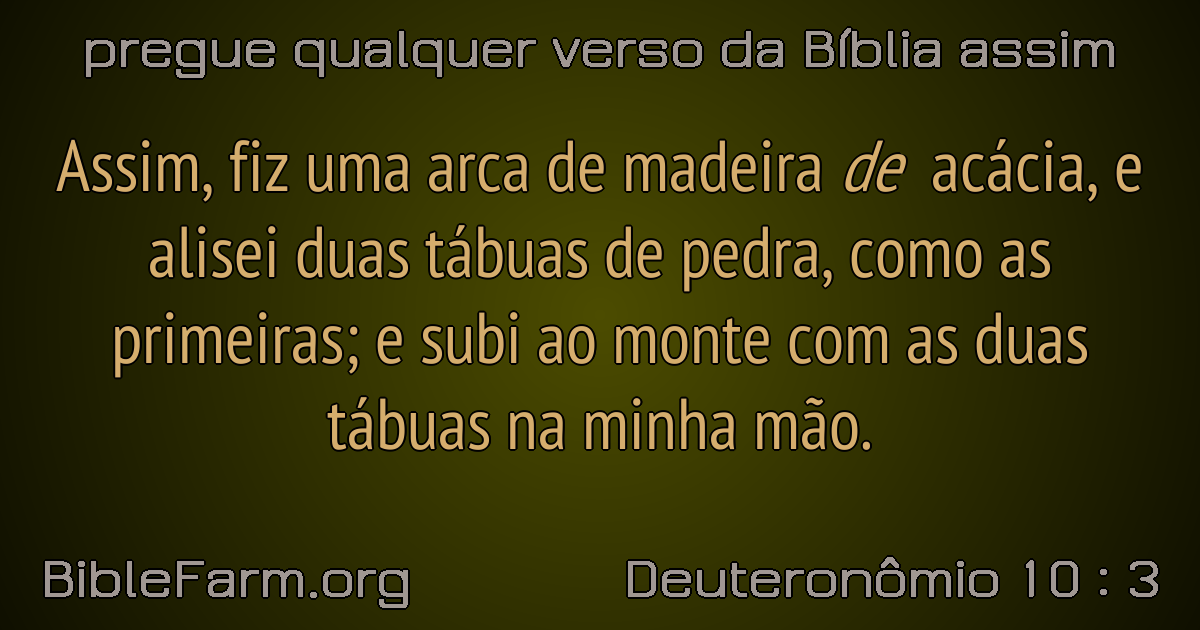 pregue qualquer verso da Bíblia assim
Assim, fiz uma arca de madeira de acácia, e
alisei duas tábuas de pedra, como as
primeiras; e subi ao monte com as duas
tábuas na minha mão.
BibleFarm.org
Deuteronômio 10 : 3